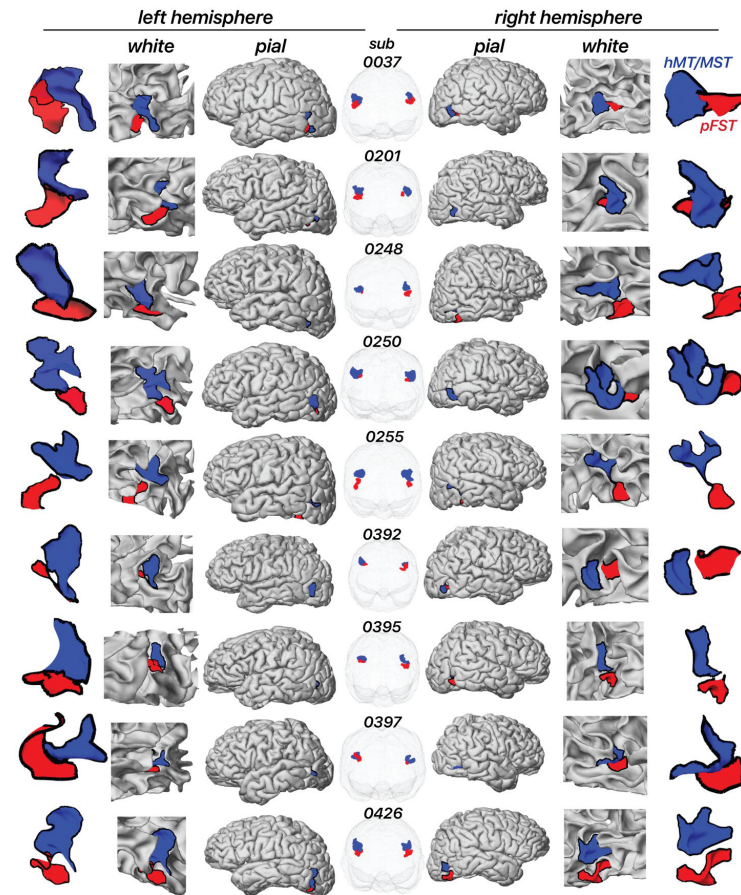 left hemisphere
right hemisphere
white
pial
sub
pial
white
0037
hMT/MST
pFST
0201
0248
0250
0255
0392
0395
0397
0426